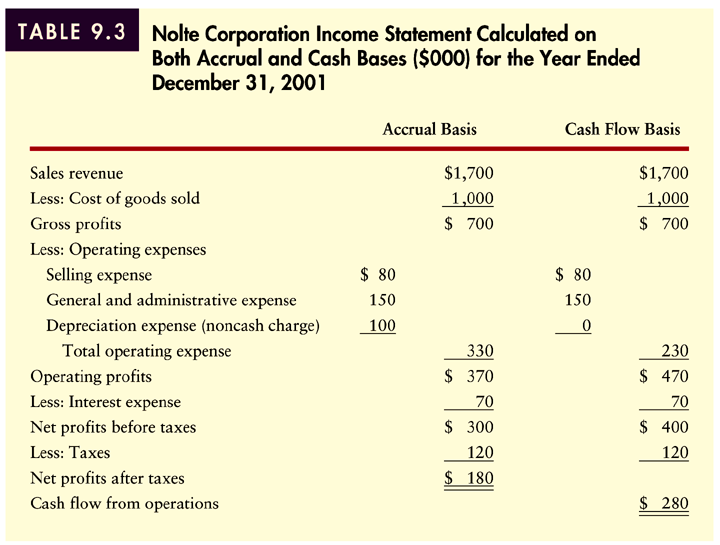 TABLE 9.3
Nolte Corporation Income Statement Calculated on
Both Accrual and Cash Bases ($000) for the Year Ended
December 31, 2001
Accrual Basis Cash Flow Basis
Sales revenue $1,700 $1,700
Less: Cost of goods sold 1,000 1,000
Gross profits $ 700 $ 700
Less: Operating expenses
Selling expense $ 80 $ 80
General and administrative expense 150 150
Depreciation expense (noncash charge) 100 0
Total operating expense 330 230
Operating profits $ 370 $ 470
Less: Interest expense 70 70
Net profits before taxes $ 300 $ 400
Less: Taxes 120 120
Net profits after taxes $ 180
Cash flow from operations $ 280